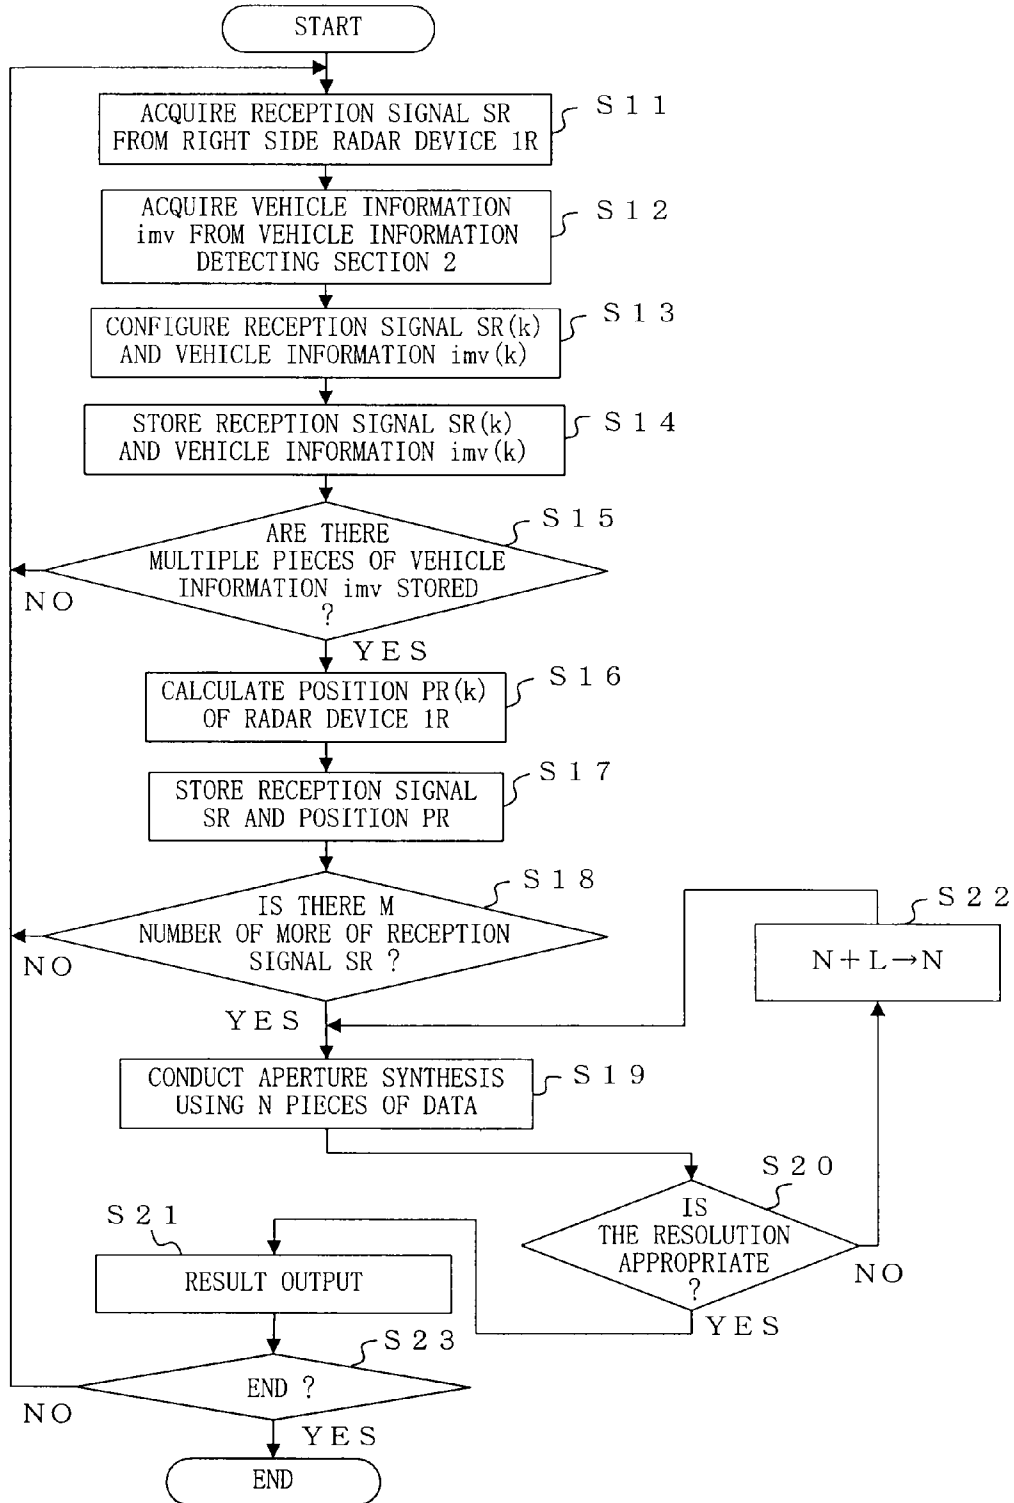 START
ACQUIRE RECEPTION SIGNAL SR
FROM RIGHT SIDE RADAR DEVICE 1R
S11
ACQUIRE VEHICLE INFORMATION
imv FROM VEHICLE INFORMATION
DETECTING SECTION 2
S12
CONFIGURE RECEPTION SIGNAL SR(k)
AND VEHICLE INFORMATION imv(k)
S13
STORE RECEPTION SIGNAL SR(k)
AND VEHICLE INFORMATION imv(k)
S14
ARE THERE
MULTIPLE PIECES OF VEHICLE
INFORMATION imv STORED
?
S15
NO
YES
CALCULATE POSITION PR(k)
OF RADAR DEVICE 1R
S16
STORE RECEPTION SIGNAL
SR AND POSITION PR
S17
IS THERE M
NUMBER OF MORE OF RECEPTION
SIGNAL SR ?
S18
NO
YES
S22
N+L→N
CONDUCT APERTURE SYNTHESIS
USING N PIECES OF DATA
S19
IS
THE RESOLUTION
APPROPRIATE
?
S20
NO
YES
S21
RESULT OUTPUT
S23
END ?
NO
YES
END